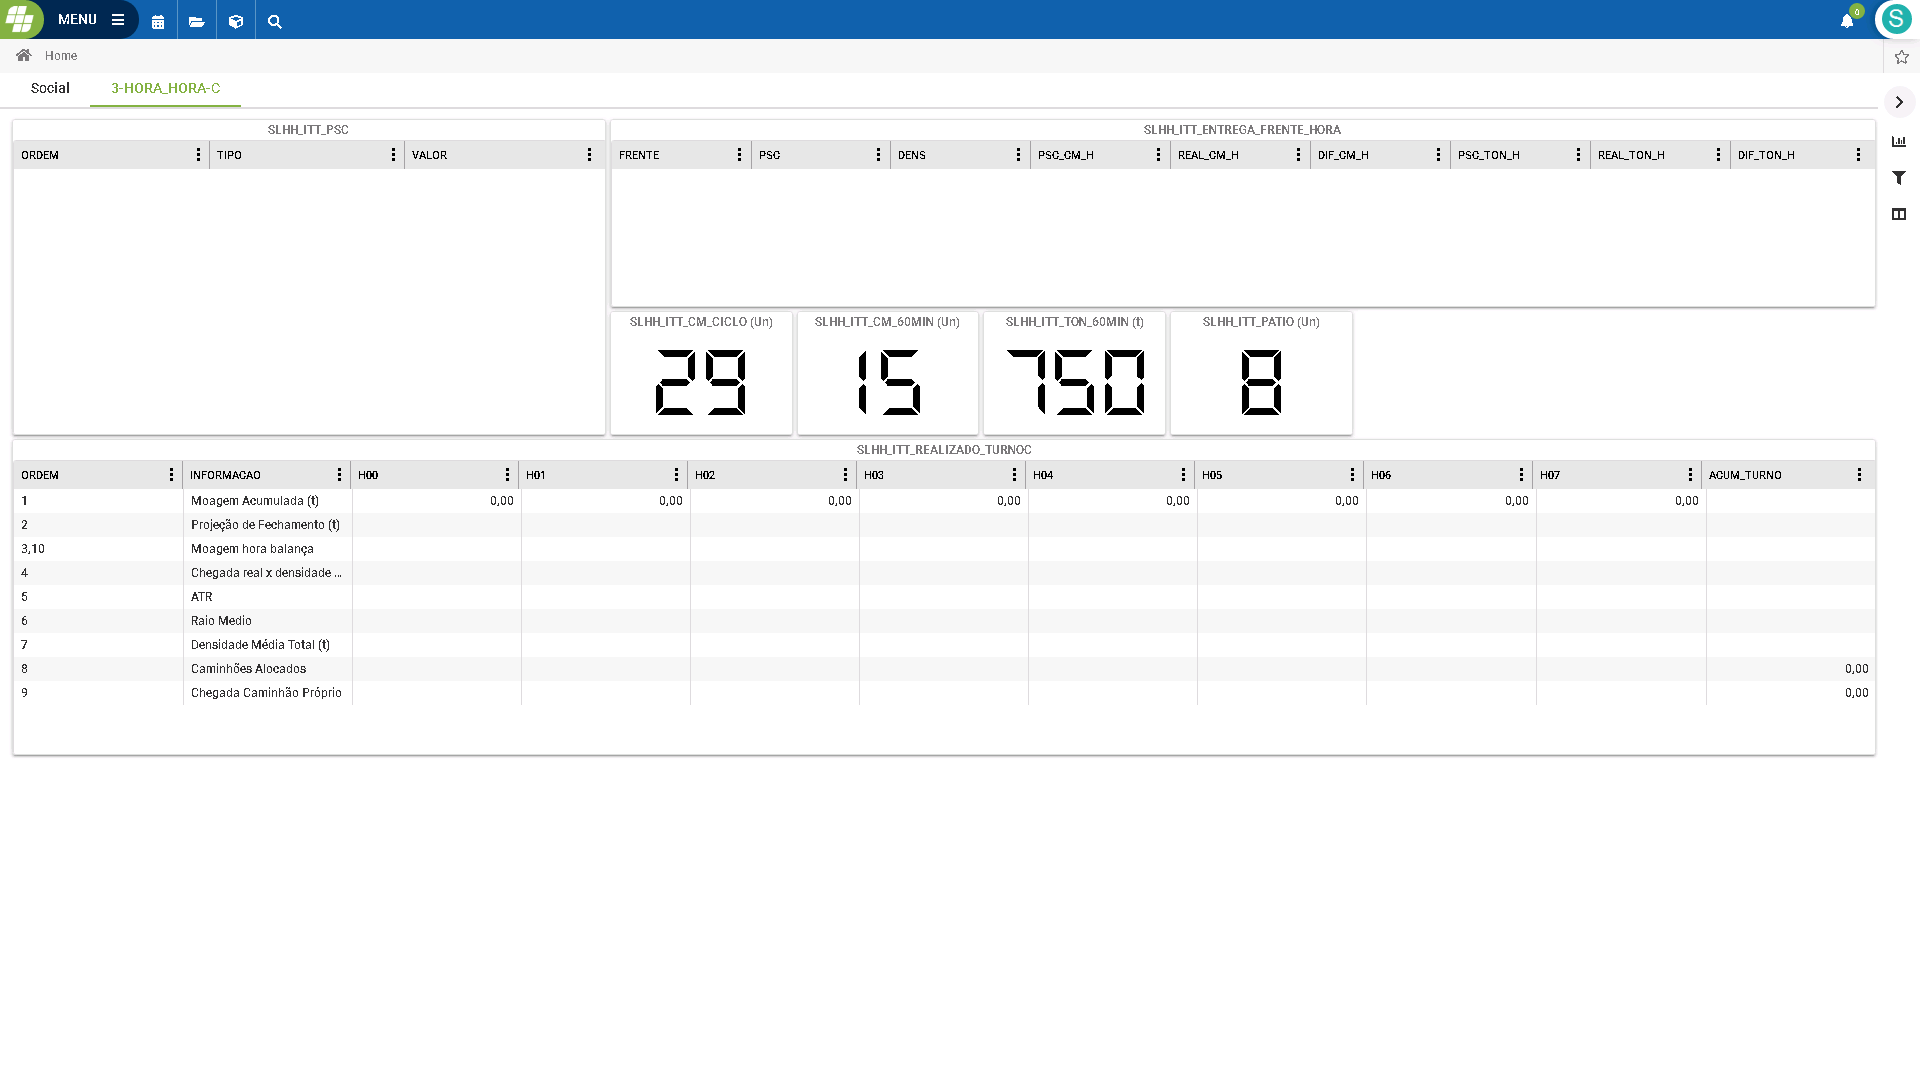 MENU
0
S
Home
Social
3-HORA_HORA-C
SLHH_ITT_PSC
ORDEM TIPO VALOR
SLHH_ITT_ENTREGA_FRENTE_HORA
FRENTE PSC DENS PSC_CM_H REAL_CM_H DIF_CM_H PSC_TON_H REAL_TON_H DIF_TON_H
SLHH_ITT_CM_CICLO (Un)
29
SLHH_ITT_CM_60MIN (Un)
15
SLHH_ITT_TON_60MIN (t)
750
SLHH_ITT_PATIO (Un)
8
SLHH_ITT_REALIZADO_TURNOC
ORDEM INFORMACAO H00 H01 H02 H03 H04 H05 H06 H07 ACUM_TURNO
1 Moagem Acumulada (t) 0,00 0,00 0,00 0,00 0,00 0,00 0,00 0,00
2 Projeção de Fechamento (t)
3,10 Moagem hora balança
4 Chegada real x densidade ...
5 ATR
6 Raio Medio
7 Densidade Média Total (t)
8 Caminhões Alocados 0,00
9 Chegada Caminhão Próprio 0,00